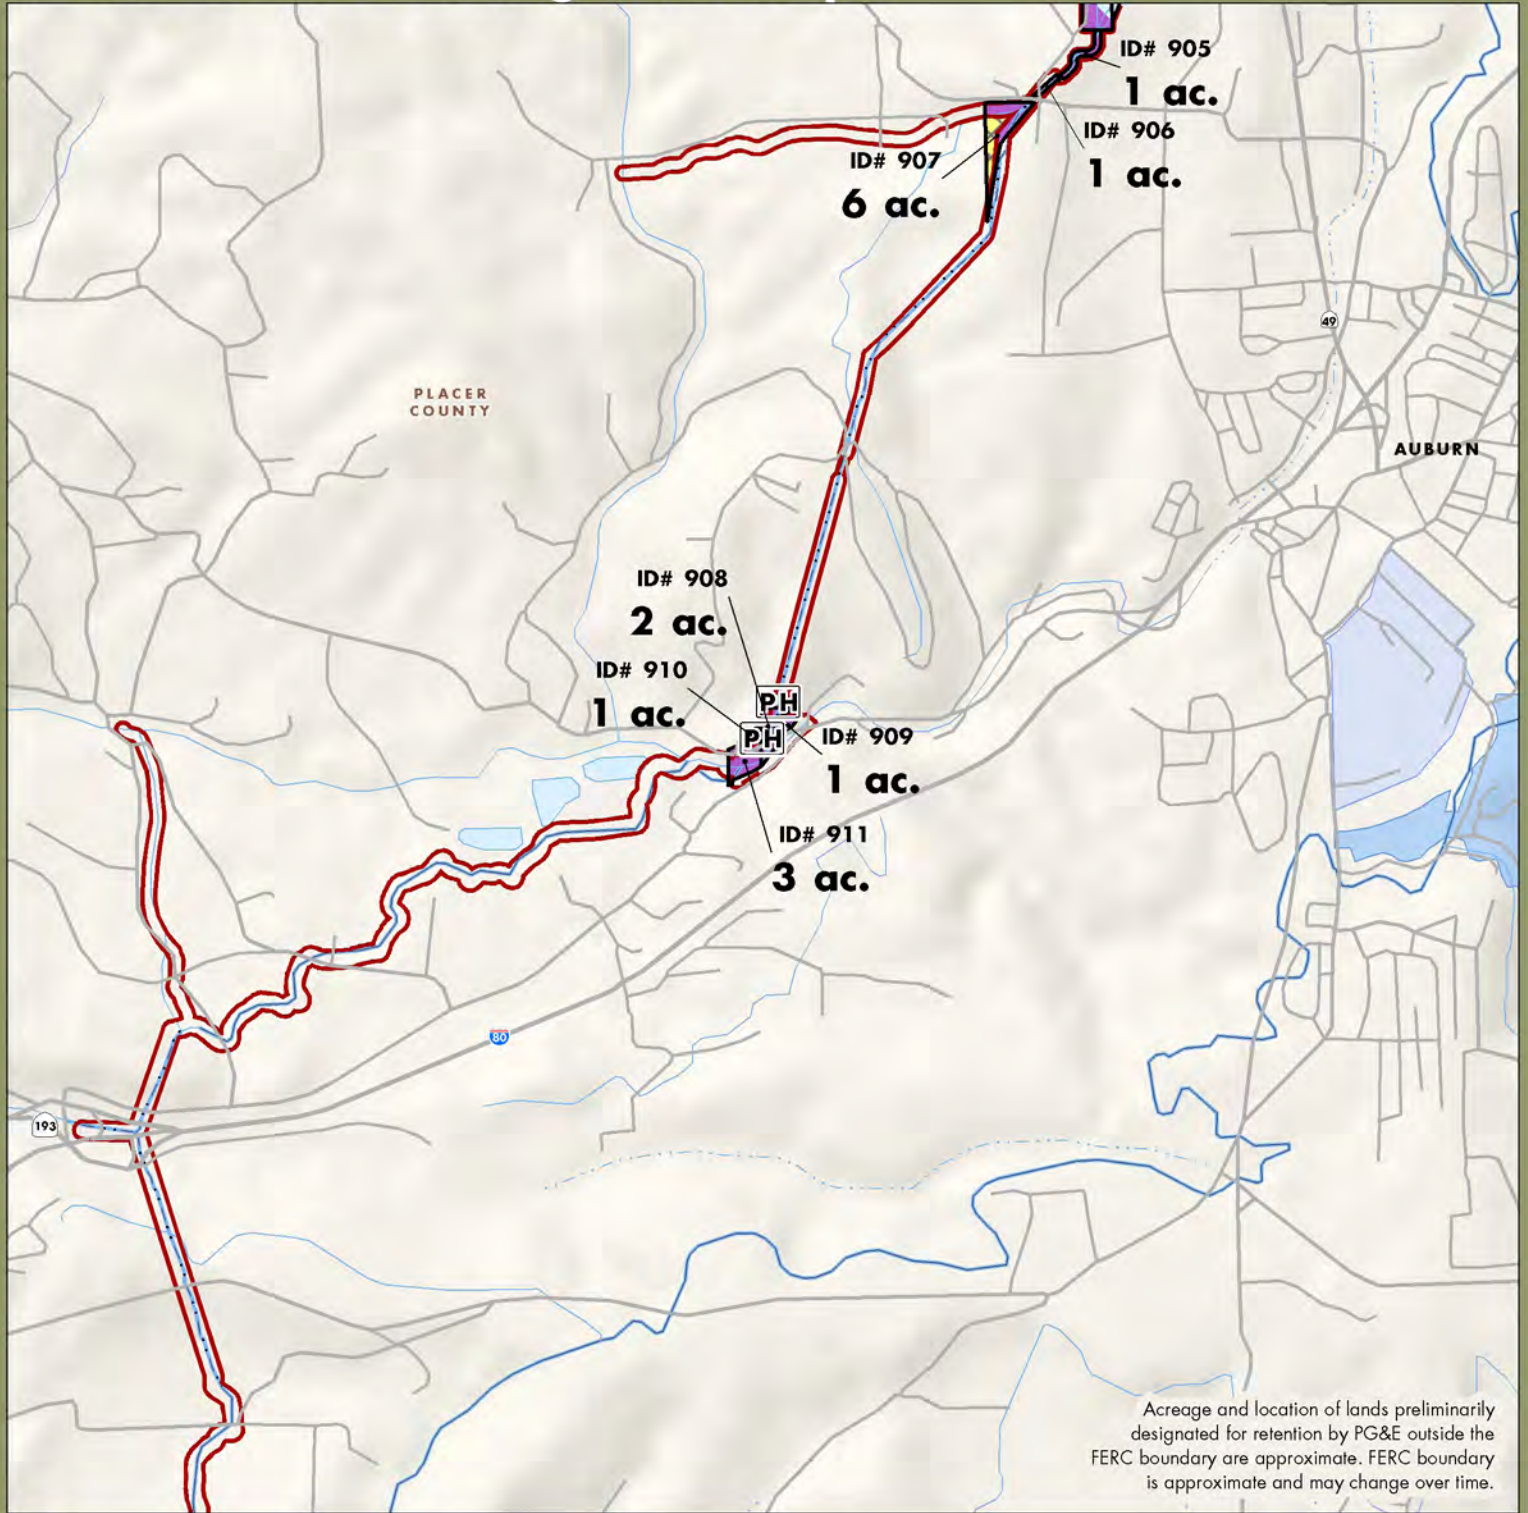 ID# 905
1 ac.
ID# 906
1 ac.
ID# 907
6 ac.
49
PLACER
COUNTY
AUBURN
ID# 908
2 ac.
ID# 910
1 ac.
PH
PH
ID# 909
1 ac.
ID# 911
3 ac.
80
193
Acreage and location of lands preliminarily
designated for retention by PG&E outside the
FERC boundary are approximate. FERC boundary
is approximate and may change over time.